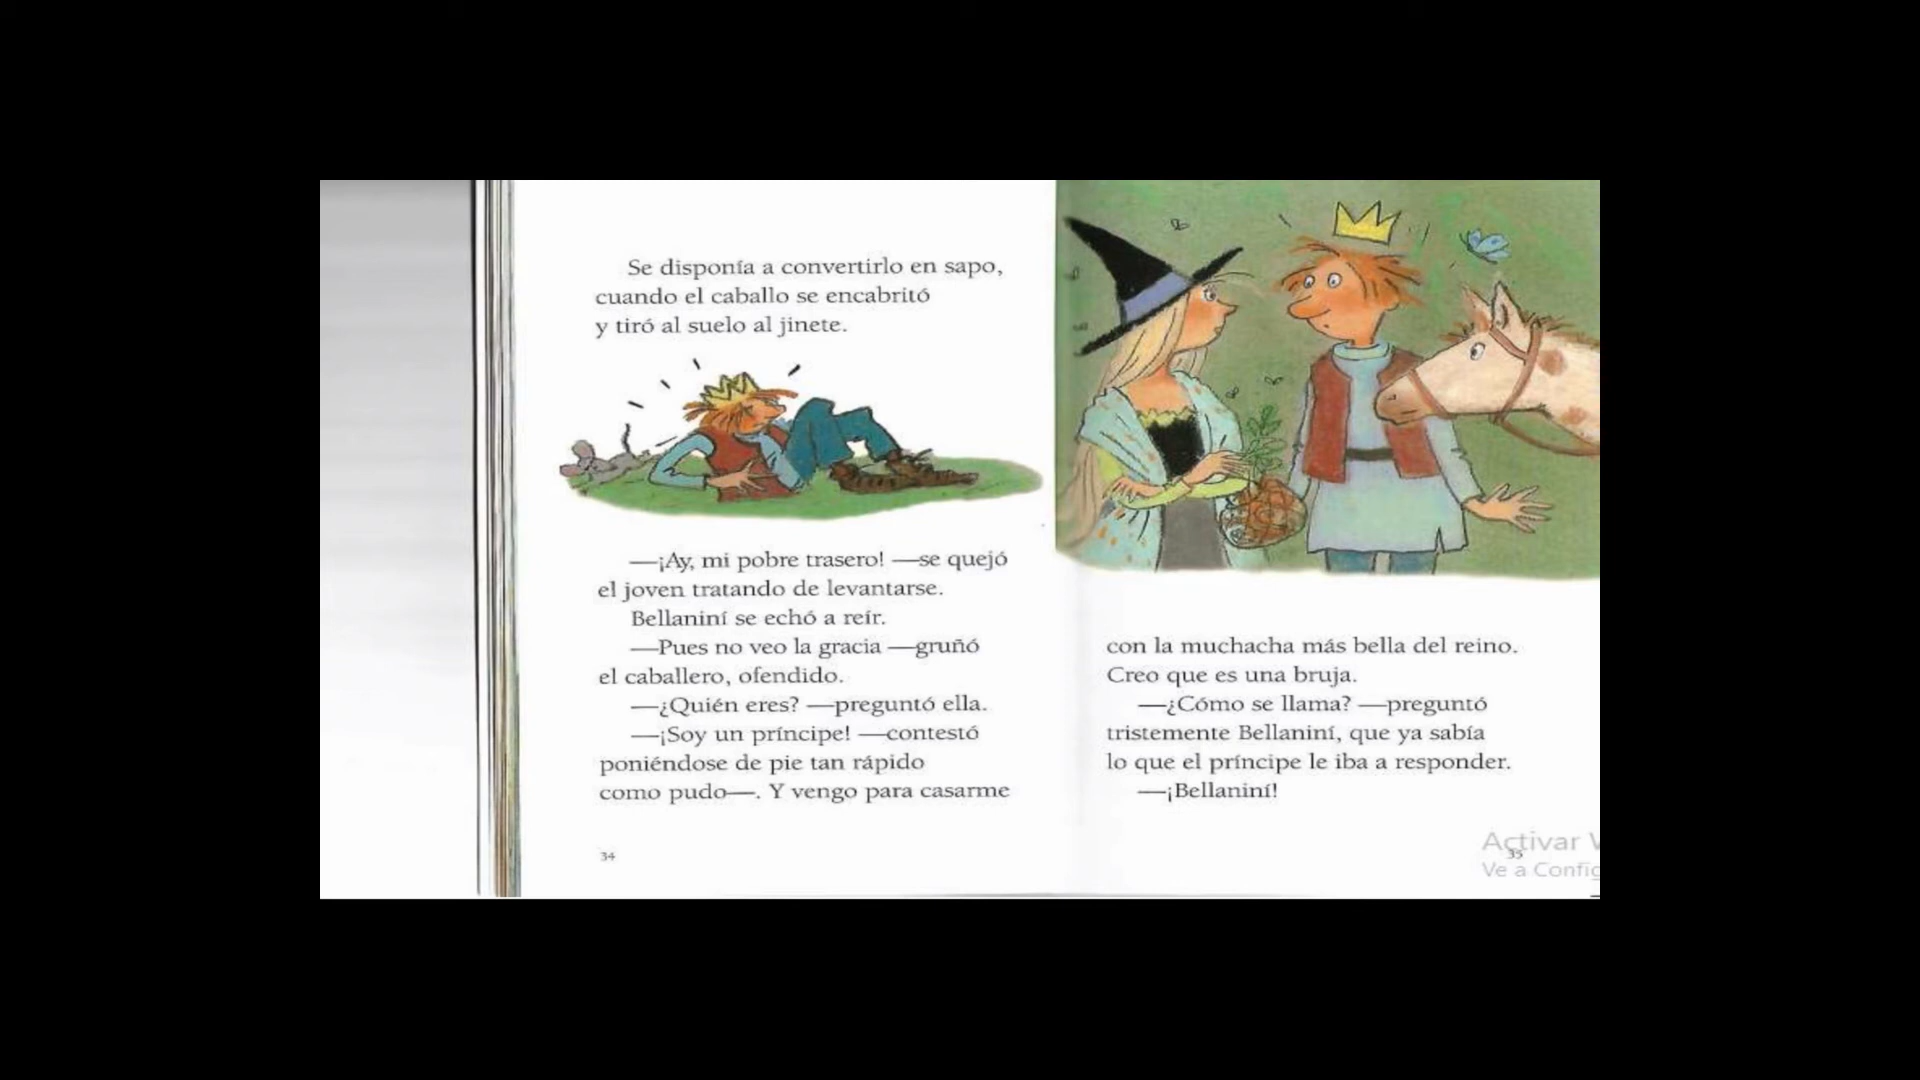 Se disponía a convertirlo en sapo,
cuando el caballo se encabritó
y tiró al suelo al jinete.
—¡Ay, mi pobre trasero! —se quejó
el joven tratando de levantarse.
Bellaniní se echó a reír.
—Pues no veo la gracia —gruñó
el caballero, ofendido.
—¿Quién eres? —preguntó ella.
—¡Soy un príncipe! —contestó
poniéndose de pie tan rápido
como pudo—. Y vengo para casarme
34
con la muchacha más bella del reino.
Creo que es una bruja.
—¿Cómo se llama? —preguntó
tristemente Bellaniní, que ya sabía
lo que el príncipe le iba a responder.
—¡Bellaniní!
35
Activar
Ve a Config